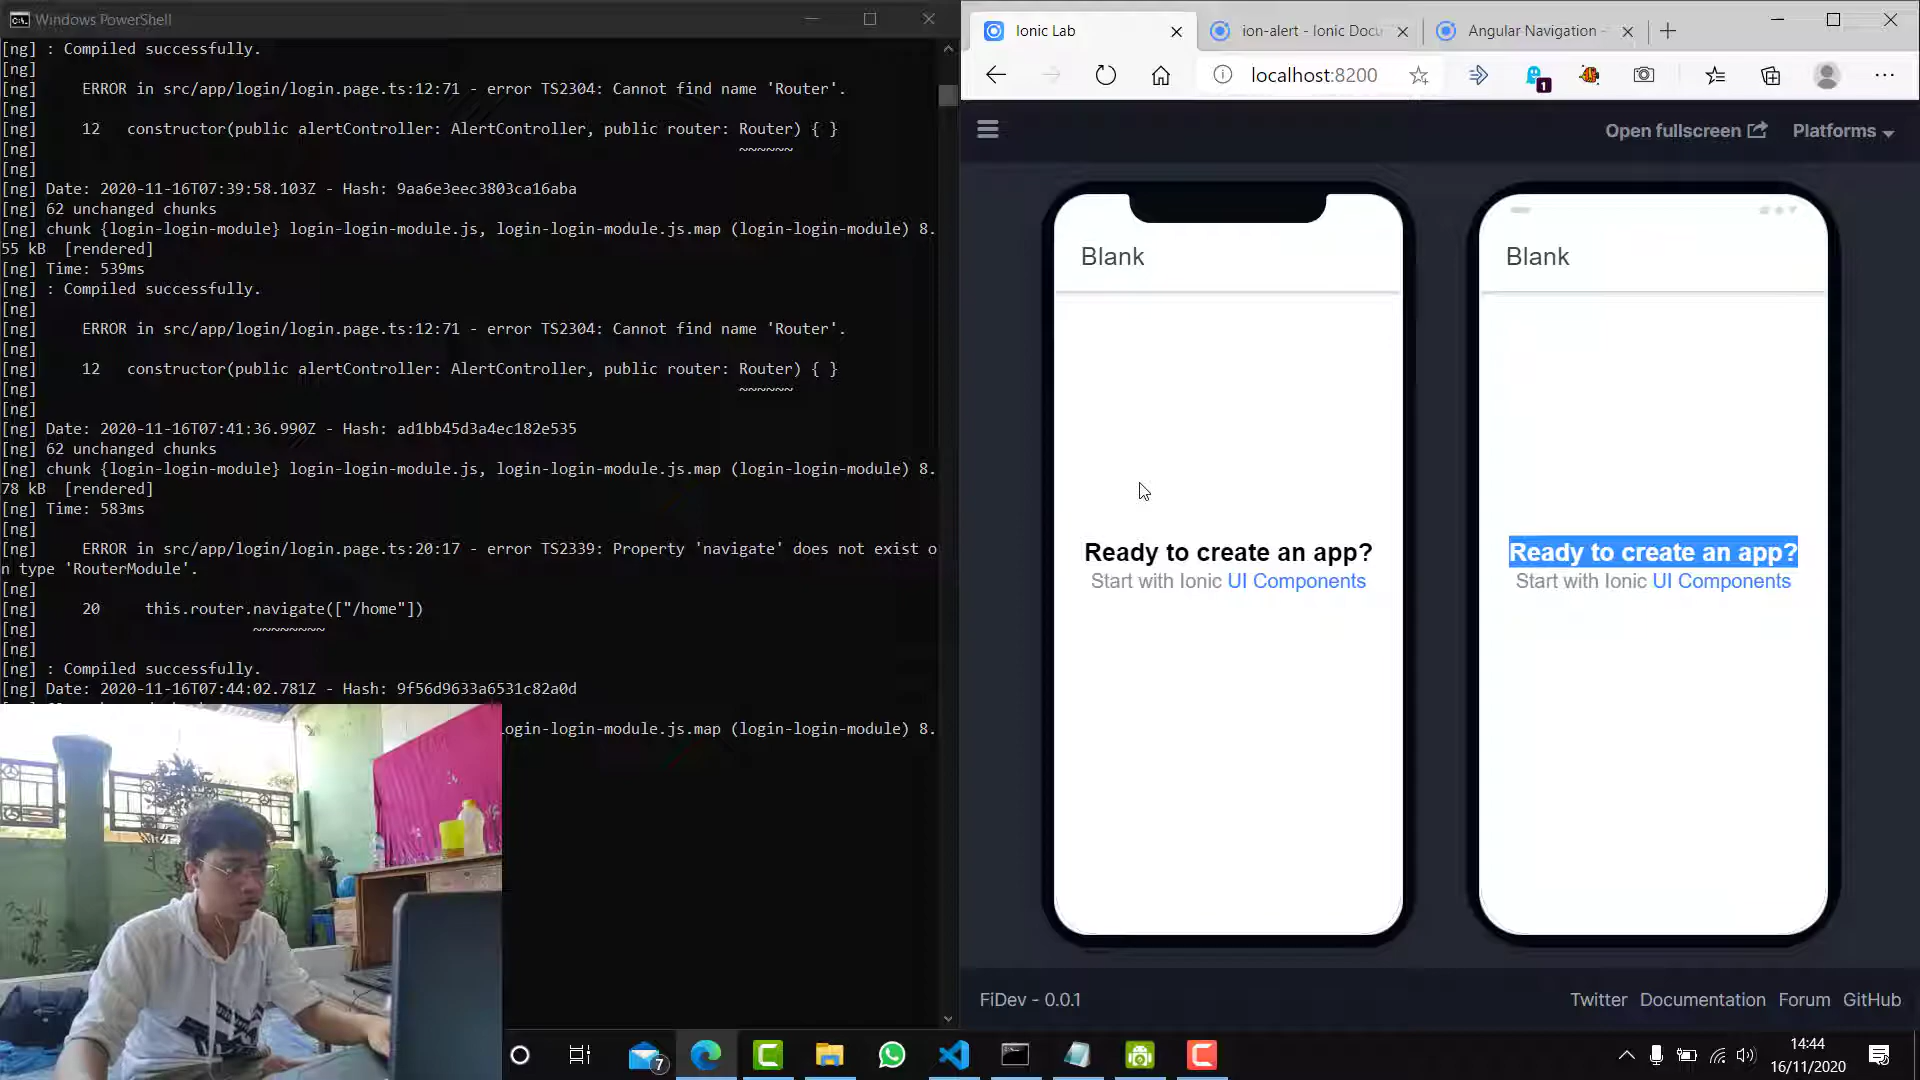 Windows PowerShell
[ng] : Compiled successfully.
[ng]
[ng]     ERROR in src/app/login/login.page.ts:12:71 - error TS2304: Cannot find name 'Router'.
[ng]
[ng]     12   constructor(public alertController: AlertController, public router: Router) { }
[ng]                                                                         ~~~~~~
[ng]
[ng] Date: 2020-11-16T07:39:58.103Z - Hash: 9aa6e3eec3803ca16aba
[ng] 62 unchanged chunks
[ng] chunk {login-login-module} login-login-module.js, login-login-module.js.map (login-login-module) 8.
55 kB  [rendered]
[ng] Time: 539ms
[ng] : Compiled successfully.
[ng]
[ng]     ERROR in src/app/login/login.page.ts:12:71 - error TS2304: Cannot find name 'Router'.
[ng]
[ng]     12   constructor(public alertController: AlertController, public router: Router) { }
[ng]                                                                         ~~~~~~
[ng]
[ng] Date: 2020-11-16T07:41:36.990Z - Hash: ad1bb45d3a4ec182e535
[ng] 62 unchanged chunks
[ng] chunk {login-login-module} login-login-module.js, login-login-module.js.map (login-login-module) 8.
78 kB  [rendered]
[ng] Time: 583ms
[ng]
[ng]     ERROR in src/app/login/login.page.ts:20:17 - error TS2339: Property 'navigate' does not exist o
n type 'RouterModule'.
[ng]
[ng]     20     this.router.navigate(["/home"])
[ng]                    ~~~~~~~~
[ng]
[ng] : Compiled successfully.
[ng] Date: 2020-11-16T07:44:02.781Z - Hash: 9f56d9633a6531c82a0d
ogin-login-module.js.map (login-login-module) 8.
Ionic Lab
ion-alert - Ionic Docu
Angular Navigation -
localhost:8200
1
Open fullscreen
Platforms
Blank
Ready to create an app?
Start with Ionic UI Components
Blank
Ready to create an app?
Start with Ionic UI Components
FiDev - 0.0.1
Twitter Documentation Forum GitHub
7
14:44
16/11/2020